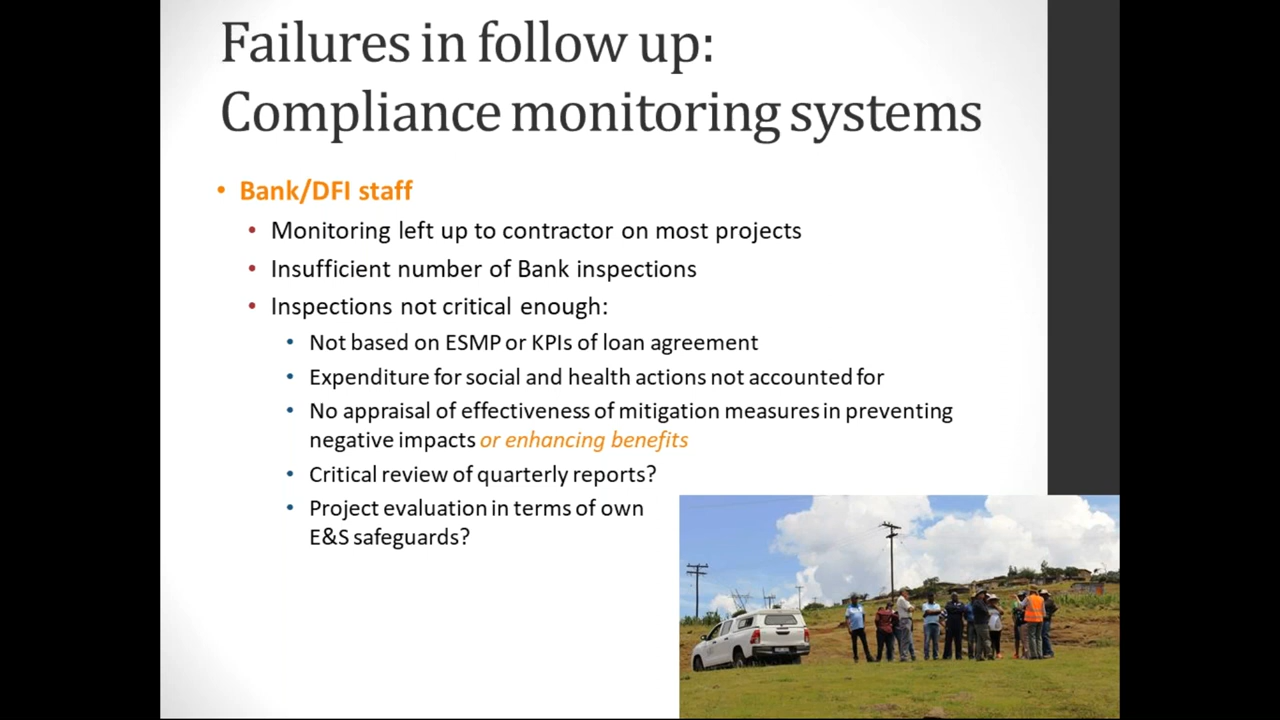 Failures in follow up:
Compliance monitoring systems
• Bank/DFI staff
• Monitoring left up to contractor on most projects
• Insufficient number of Bank inspections
• Inspections not critical enough:
• Not based on ESMP or KPIs of loan agreement
• Expenditure for social and health actions not accounted for
• No appraisal of effectiveness of mitigation measures in preventing
negative impacts or enhancing benefits
• Critical review of quarterly reports?
• Project evaluation in terms of own
E&S safeguards?